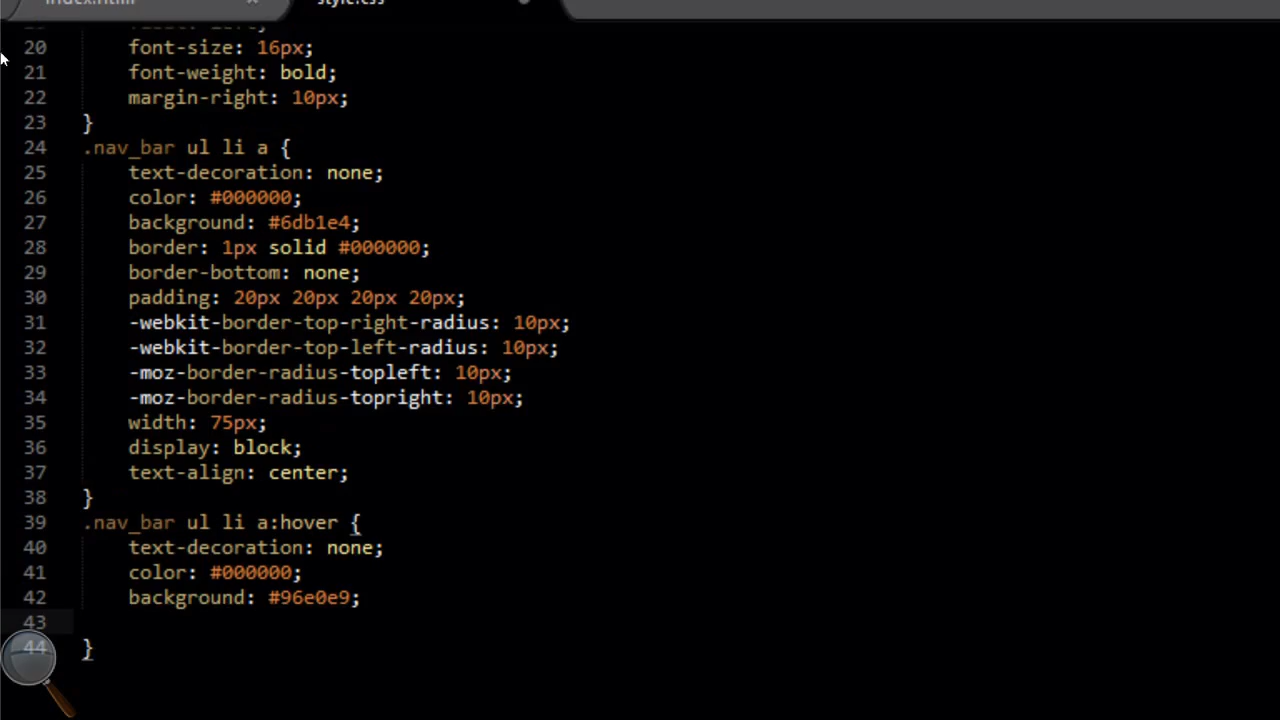 index.html
style.css
20 font-size: 16px;
21 font-weight: bold;
22 margin-right: 10px;
23 }
24 .nav_bar ul li a {
25 text-decoration: none;
26 color: #000000;
27 background: #6db1e4;
28 border: 1px solid #000000;
29 border-bottom: none;
30 padding: 20px 20px 20px 20px;
31 -webkit-border-top-right-radius: 10px;
32 -webkit-border-top-left-radius: 10px;
33 -moz-border-radius-topleft: 10px;
34 -moz-border-radius-topright: 10px;
35 width: 75px;
36 display: block;
37 text-align: center;
38 }
39 .nav_bar ul li a:hover {
40 text-decoration: none;
41 color: #000000;
42 background: #96e0e9;
43
44 }